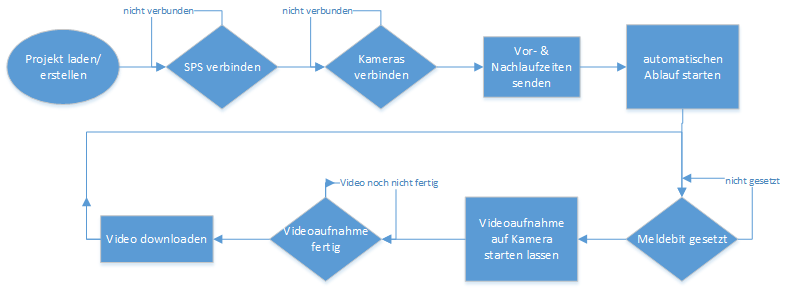 nicht verbunden
nicht verbunden
Projekt laden/
erstellen
SPS verbinden
Kameras
verbinden
Vor- &
Nachlaufzeiten
senden
automatischen
Ablauf starten
Video noch nicht fertig
nicht gesetzt
Video downloaden
Videoaufnahme
fertig
Videoaufnahme
auf Kamera
starten lassen
Meldebit gesetzt